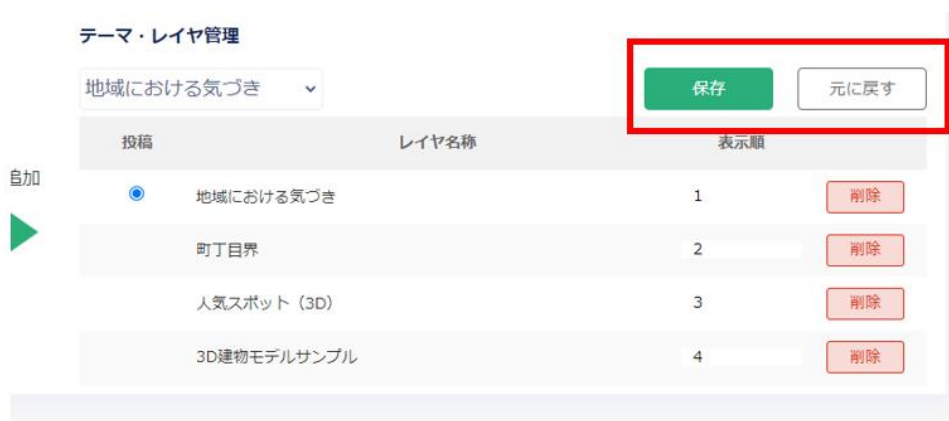 テーマ・レイヤ管理
地域における気づき
保存 元に戻す
投稿 レイヤ名称 表示順
追加
地域における気づき 1 削除
町丁目界 2 削除
人気スポット（3D） 3 削除
3D建物モデルサンプル 4 削除